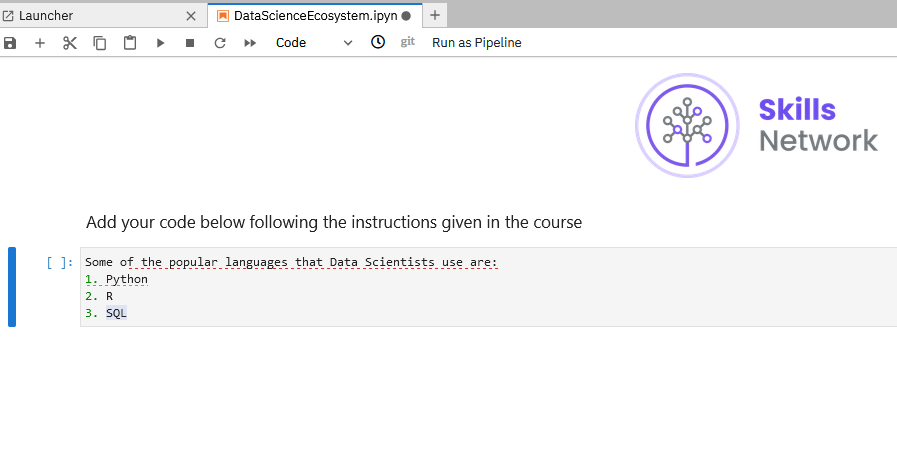 Launcher
DataScienceEcosystem.ipyn
Code
git
Run as Pipeline
Skills
Network
Add your code below following the instructions given in the course
[ ]:
Some of the popular languages that Data Scientists use are:
1. Python
2. R
3. SQL